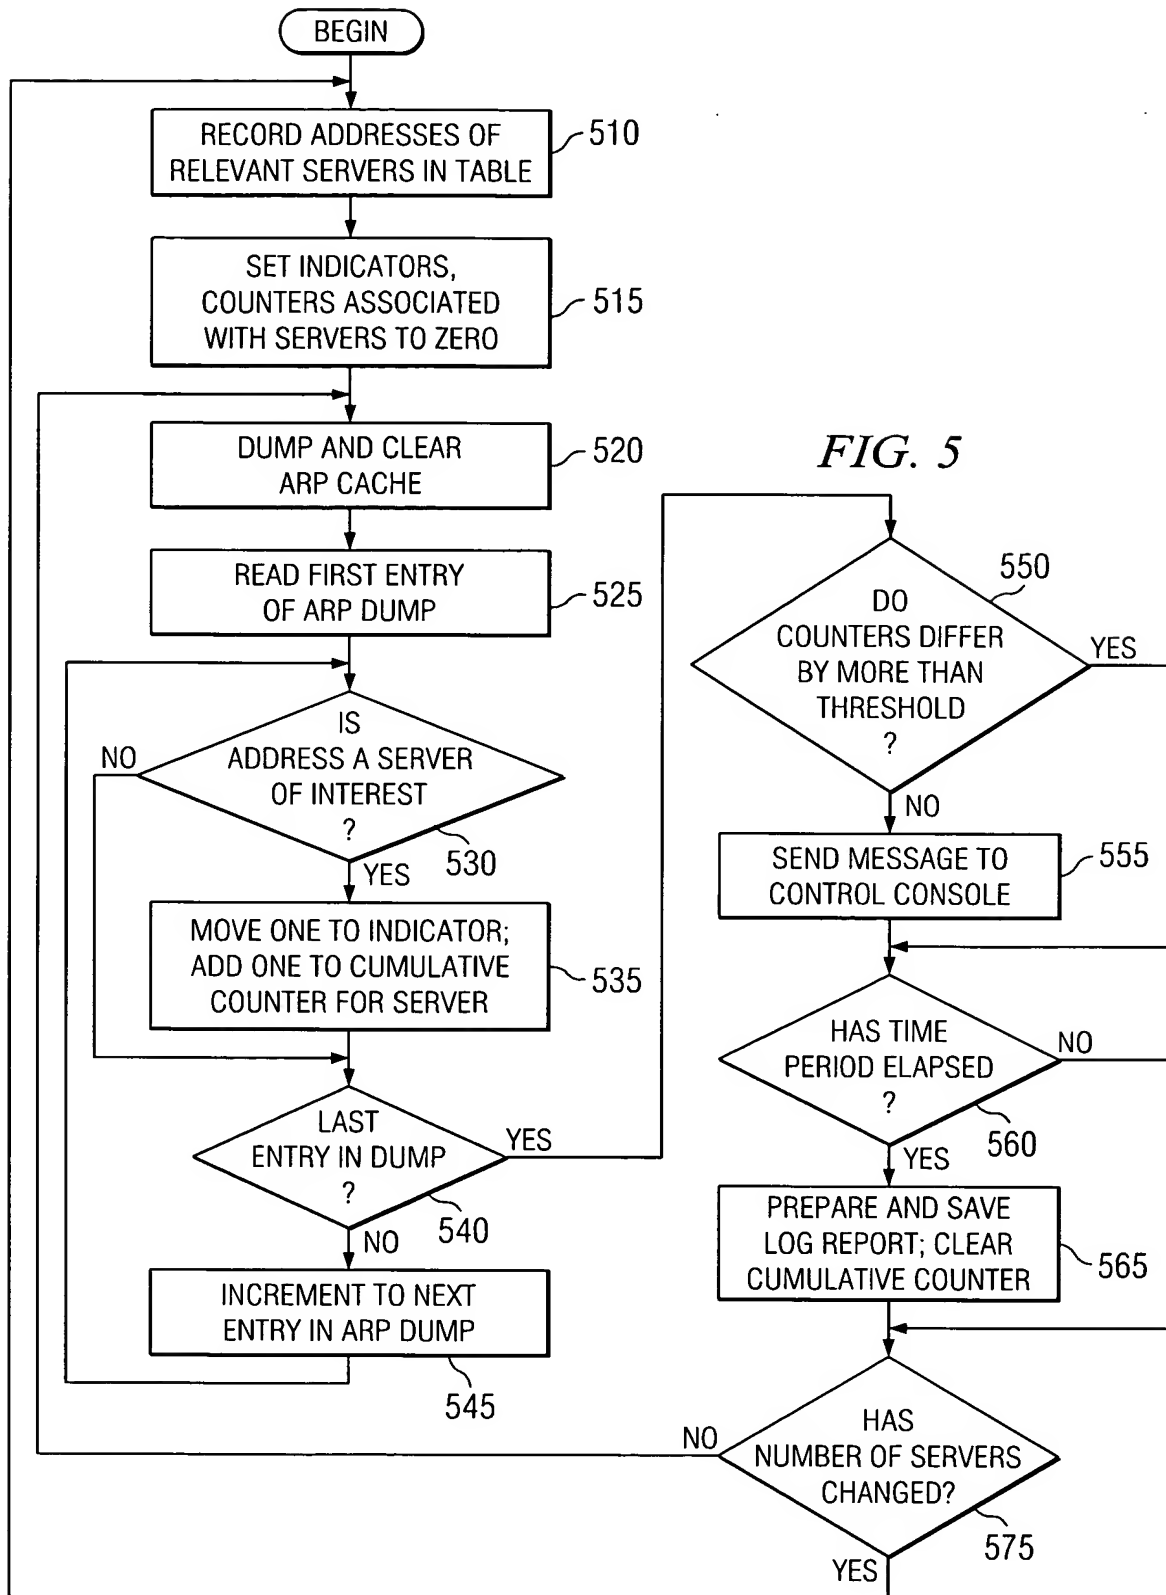 BEGIN
RECORD ADDRESSES OF
RELEVANT SERVERS IN TABLE
510
SET INDICATORS,
COUNTERS ASSOCIATED
WITH SERVERS TO ZERO
515
DUMP AND CLEAR
ARP CACHE
520
READ FIRST ENTRY
OF ARP DUMP
525
IS
ADDRESS A SERVER
OF INTEREST
?
530
NO
YES
MOVE ONE TO INDICATOR;
ADD ONE TO CUMULATIVE
COUNTER FOR SERVER
535
LAST
ENTRY IN DUMP
?
540
YES
NO
INCREMENT TO NEXT
ENTRY IN ARP DUMP
545
FIG. 5
DO
COUNTERS DIFFER
BY MORE THAN
THRESHOLD
?
550
YES
NO
SEND MESSAGE TO
CONTROL CONSOLE
555
HAS TIME
PERIOD ELAPSED
?
560
NO
YES
PREPARE AND SAVE
LOG REPORT; CLEAR
CUMULATIVE COUNTER
565
HAS
NUMBER OF SERVERS
CHANGED?
575
NO
YES